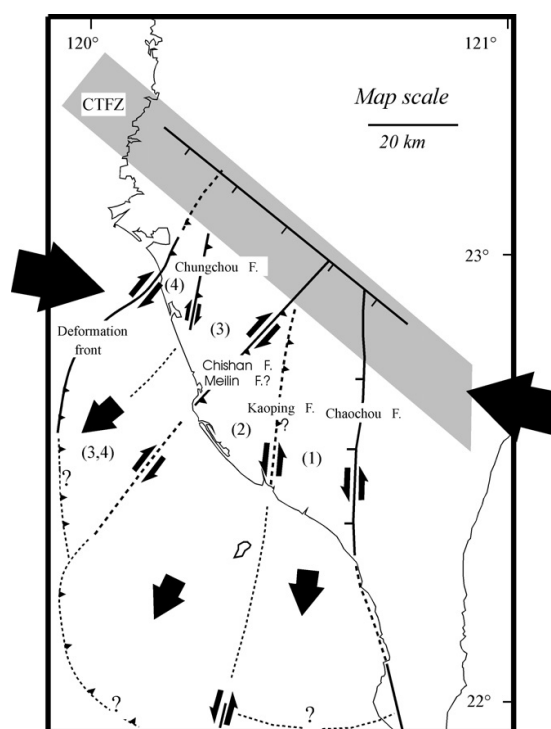 120°
121°
CTFZ
Map scale
20 km
23°
Chungchou F.
(4)
(3)
Deformation
front
Chishan F.
Meilin F.?
Kaoping F.
?
Chaochou F.
(2)
(1)
(3,4)
?
?
?
22°